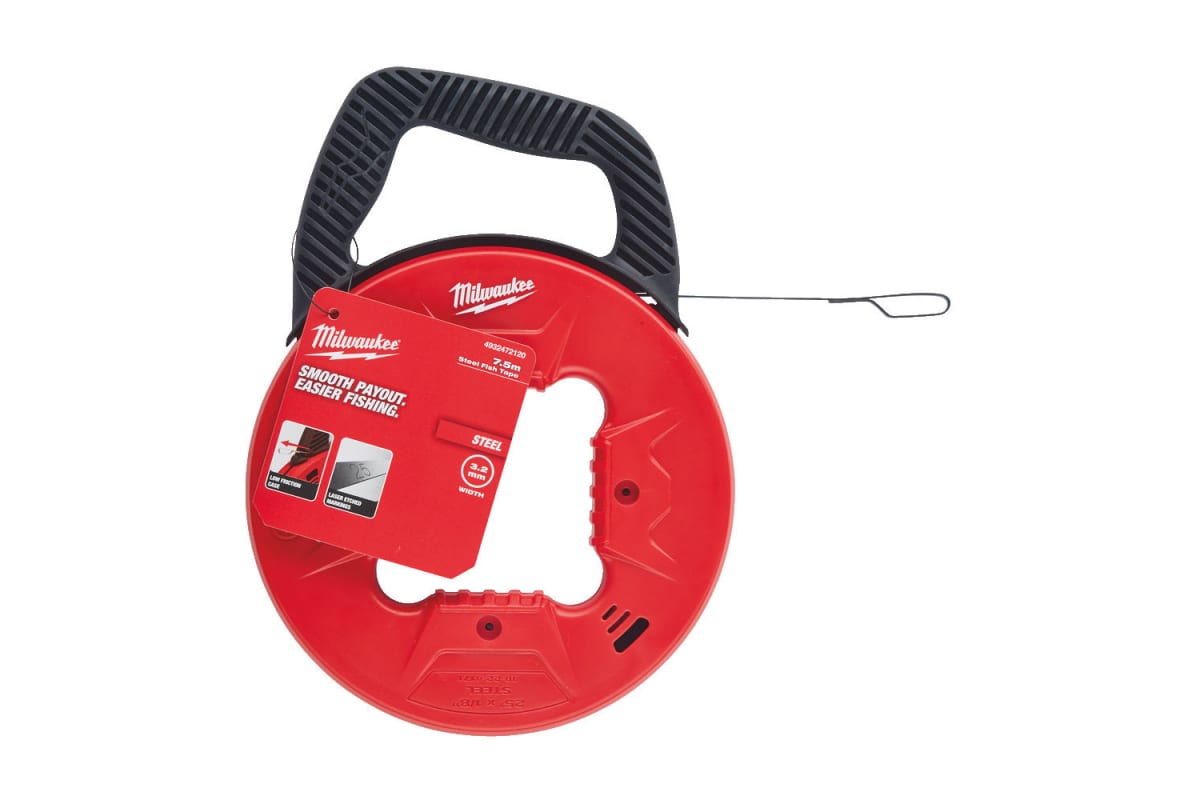 Milwaukee
Milwaukee
4932472120
7.5m
Steel Fish Tape
SMOOTH PAYOUT.
EASIER FISHING.
STEEL
3.2
mm
WIDTH
LOW FRICTION
CASE
25
LASER ETCHED
MARKINGS
25' x 1/8"
STEEL